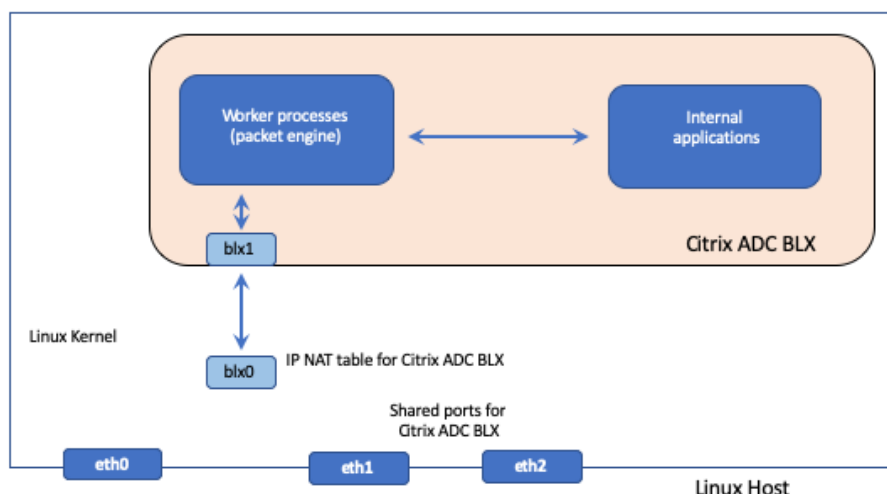 Worker processes
(packet engine)
Internal
applications
blx1
Citrix ADC BLX
Linux Kernel
IP NAT table for Citrix ADC BLX
blx0
Shared ports for
Citrix ADC BLX
eth0
eth1
eth2
Linux Host